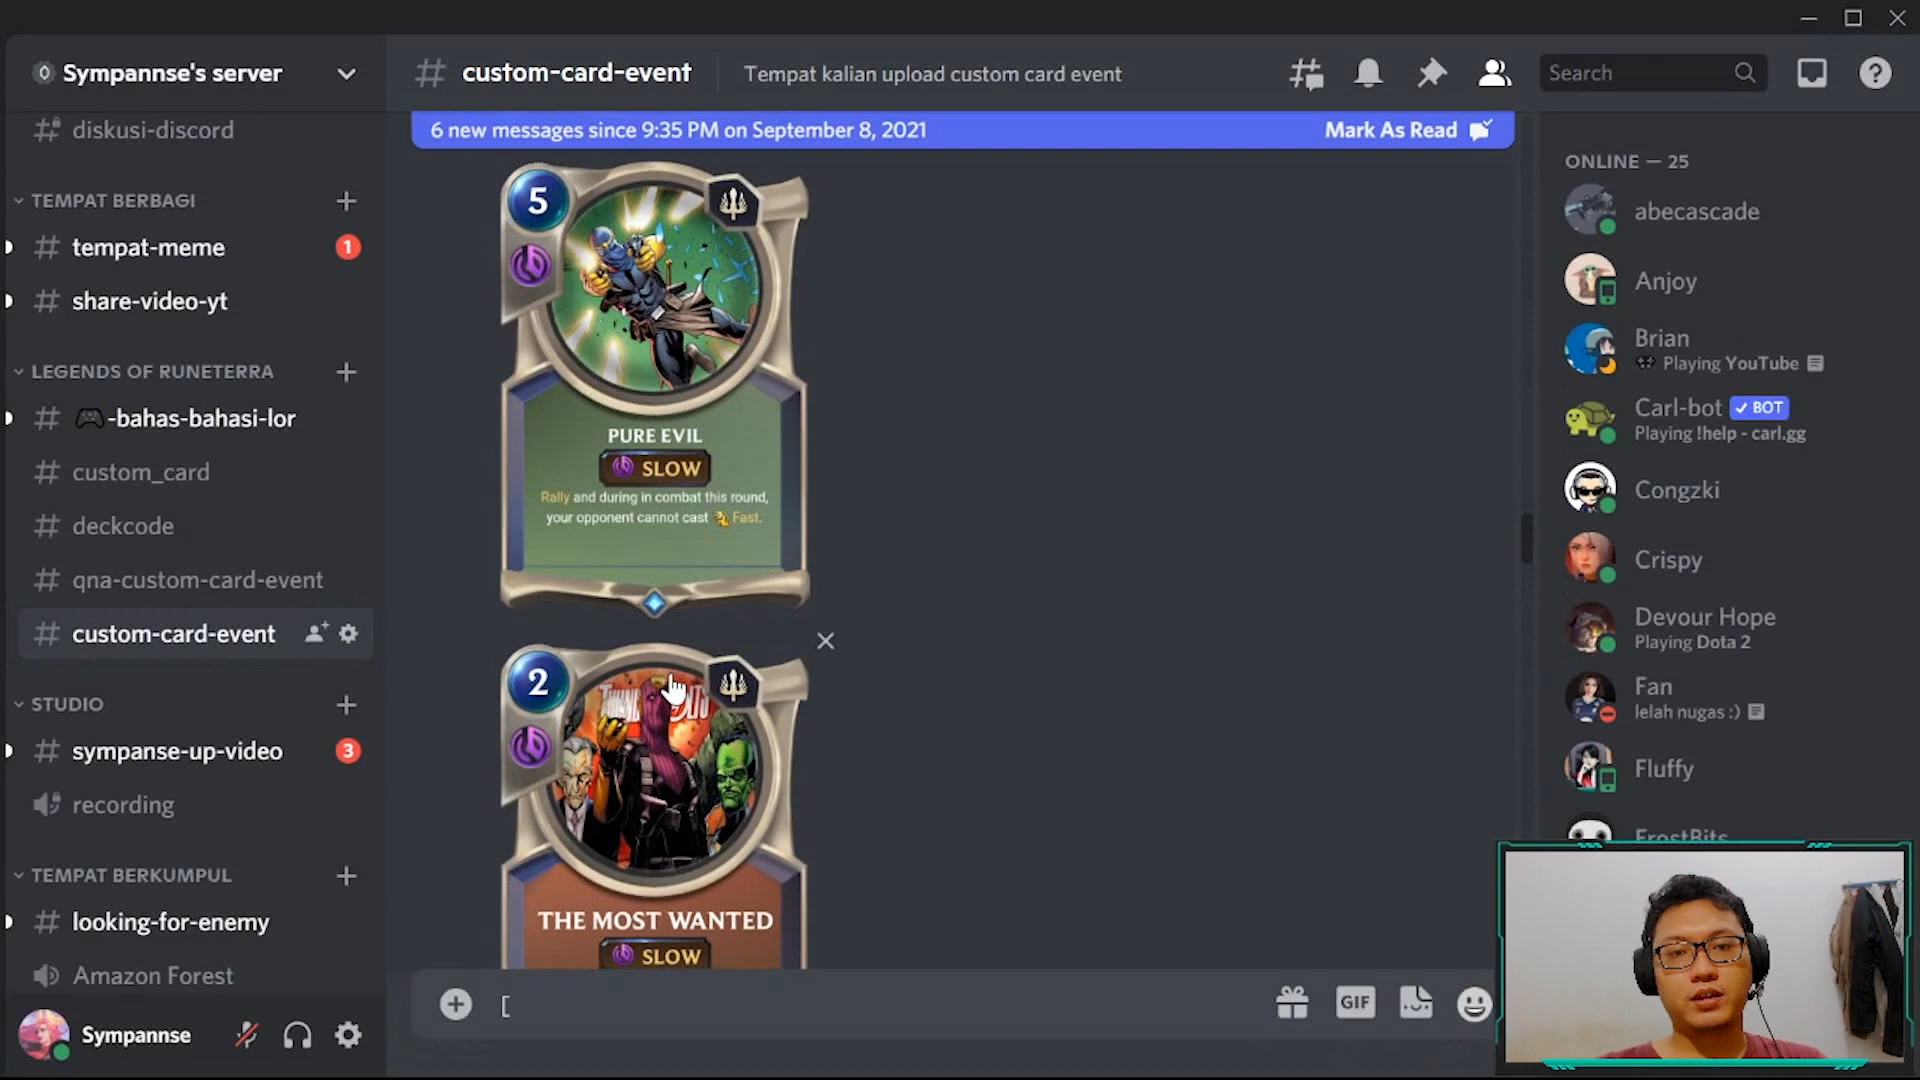 Sympannse's server
custom-card-event
Tempat kalian upload custom card event
Search
diskusi-discord
TEMPAT BERBAGI
tempat-meme
1
share-video-yt
LEGENDS OF RUNETERRA
-bahas-bahasi-lor
custom_card
deckcode
qna-custom-card-event
custom-card-event
STUDIO
sympanse-up-video
3
recording
TEMPAT BERKUMPUL
looking-for-enemy
Amazon Forest
Sympannse
6 new messages since 9:35 PM on September 8, 2021
Mark As Read
5
PURE EVIL
SLOW
Rally and during in combat this round,
your opponent cannot cast Fast.
2
THE MOST WANTED
SLOW
[
GIF
ONLINE — 25
abecascade
Anjoy
Brian
Playing YouTube
Carl-bot
BOT
Playing !help - carl.gg
Congzki
Crispy
Devour Hope
Playing Dota 2
Fan
lelah nugas :)
Fluffy
FrostBits